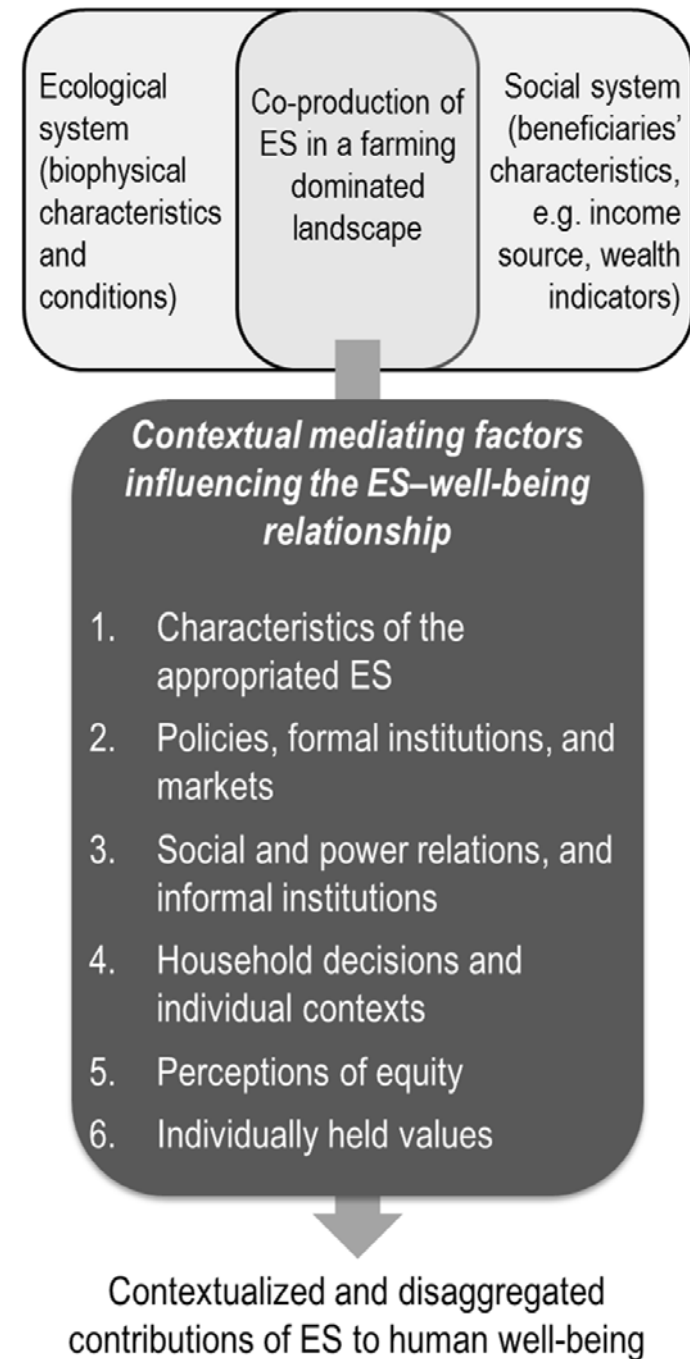 Ecological
system
(biophysical
characteristics
and
conditions)
Co-production of
ES in a farming
dominated
landscape
Social system
(beneficiaries’
characteristics,
e.g. income
source, wealth
indicators)
Contextual mediating factors
influencing the ES–well-being
relationship
1. Characteristics of the
appropriated ES
2. Policies, formal institutions, and
markets
3. Social and power relations, and
informal institutions
4. Household decisions and
individual contexts
5. Perceptions of equity
6. Individually held values
Contextualized and disaggregated
contributions of ES to human well-being